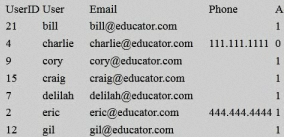 UserID User Email Phone A
21 bill bill@educator.com 1
4 charlie charlie@educator.com 111.111.1111 0
9 cory cory@educator.com 1
15 craig craig@educator.com 1
7 delilah delilah@educator.com 1
2 eric eric@educator.com 444.444.4444 1
12 gil gil@educator.com 1